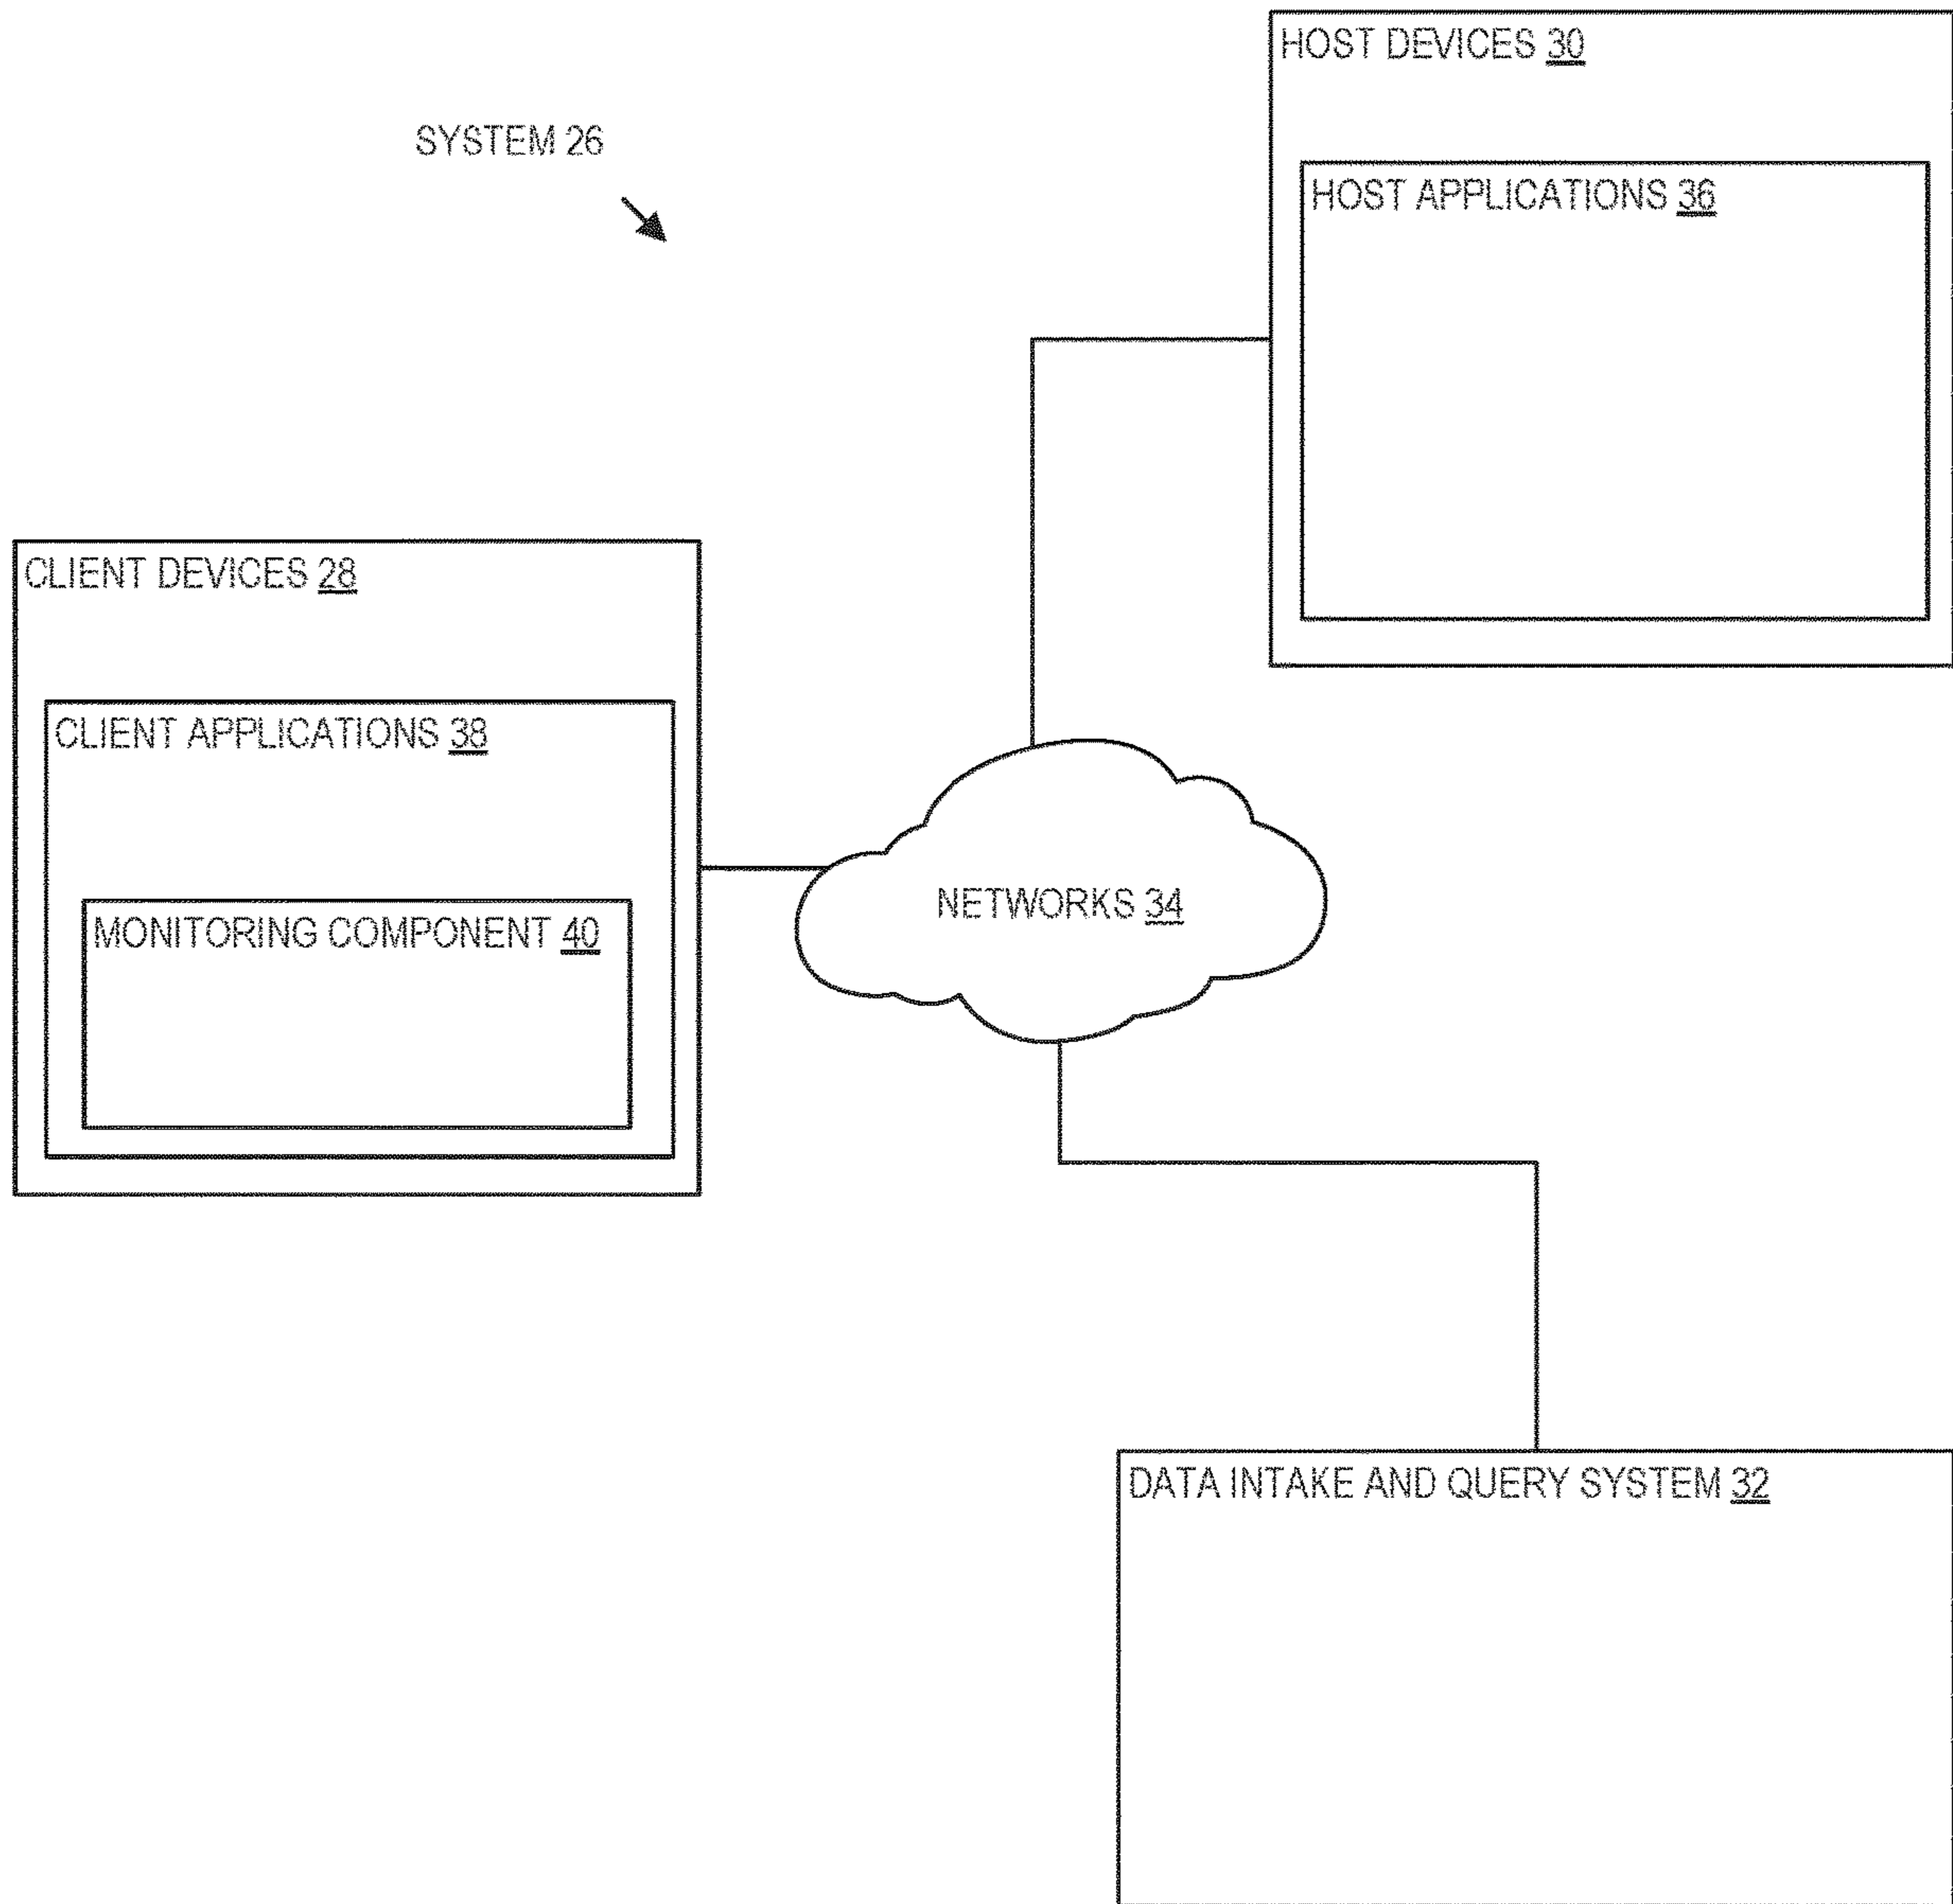 HOST DEVICES 30
SYSTEM 26
HOST APPLICATIONS 36
CLIENT DEVICES 28
CLIENT APPLICATIONS 38
MONITORING COMPONENT 40
NETWORKS 34
DATA INTAKE AND QUERY SYSTEM 32